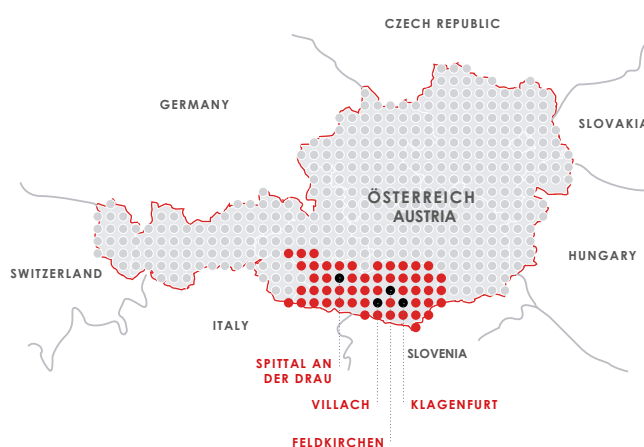 CZECH REPUBLIC
GERMANY
SLOVAKIA
ÖSTERREICH
AUSTRIA
HUNGARY
SWITZERLAND
ITALY
SLOVENIA
SPITTAL AN
DER DRAU
VILLACH
KLAGENFURT
FELDKIRCHEN